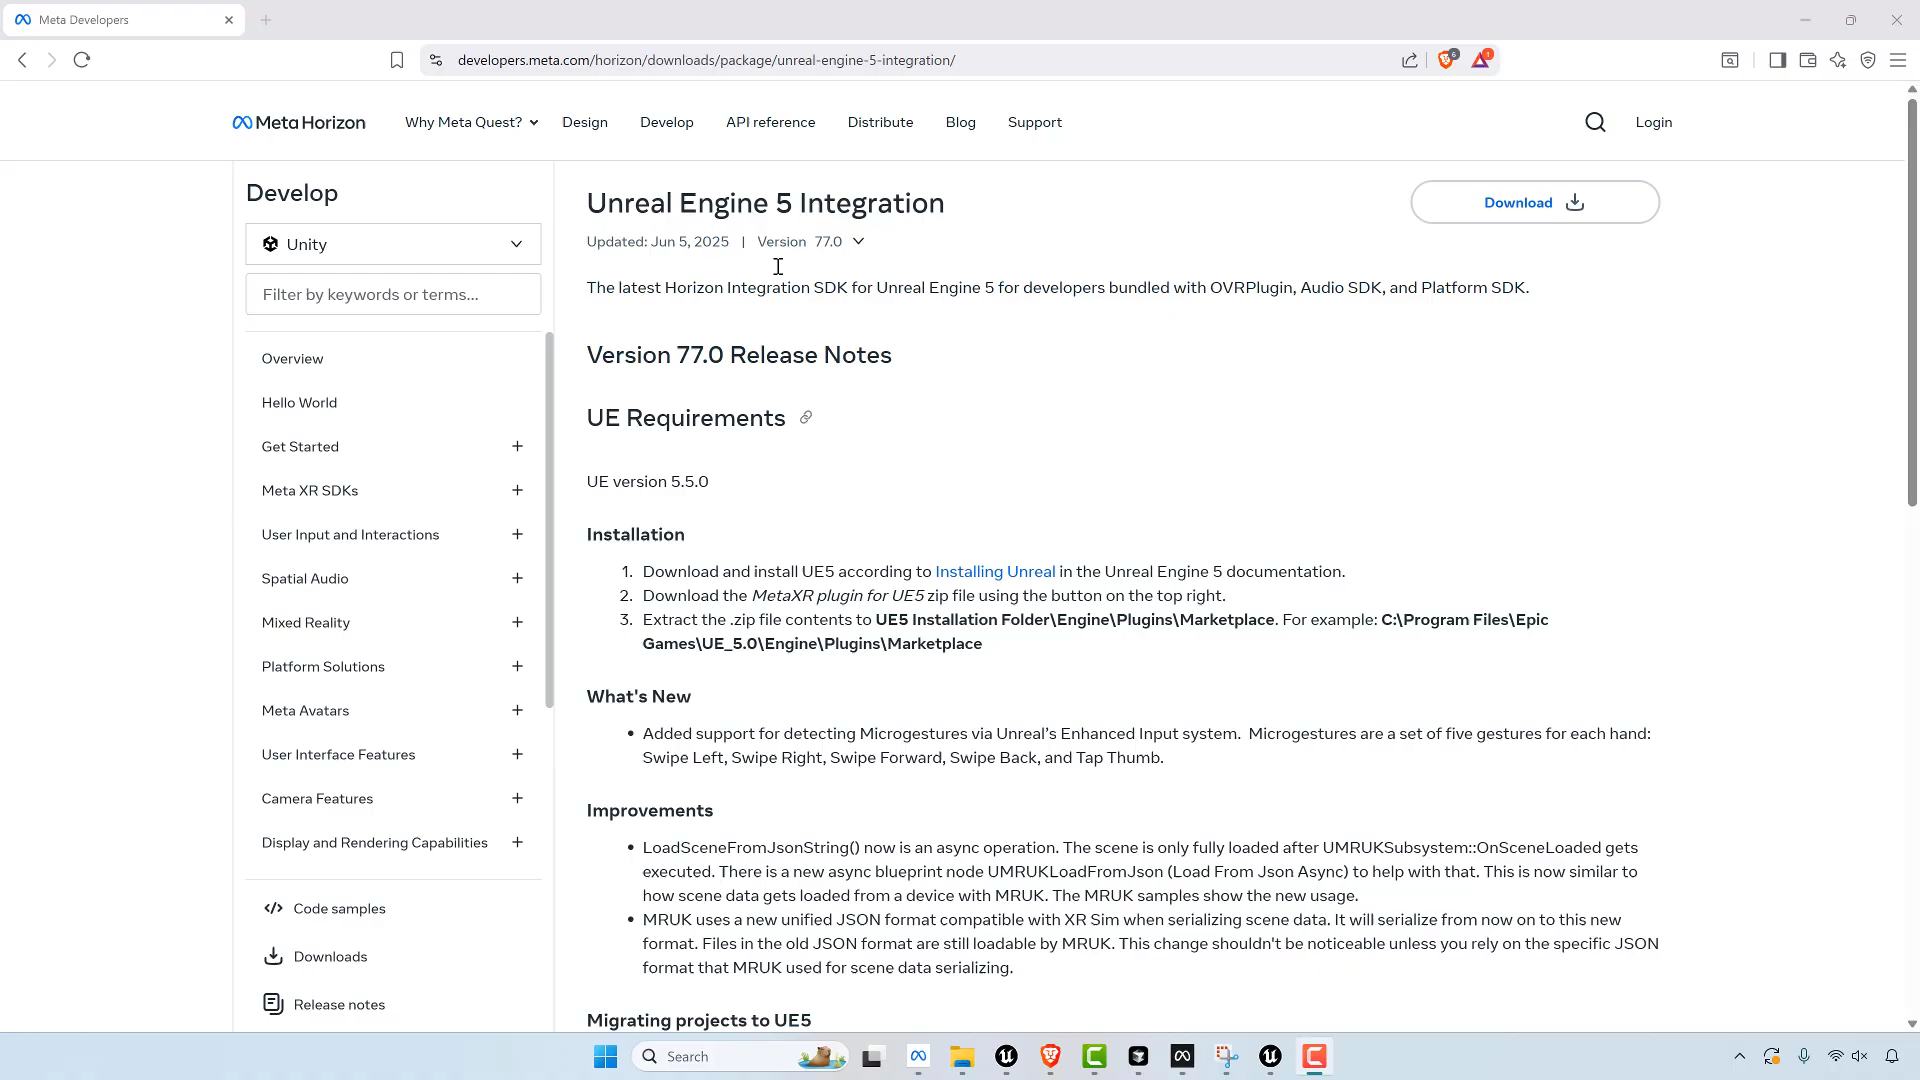 Meta Developers
developers.meta.com/horizon/downloads/package/unreal-engine-5-integration/
6
1
Meta Horizon
Why Meta Quest?
Design
Develop
API reference
Distribute
Blog
Support
Login
Develop
Unity
Filter by keywords or terms...
Overview
Hello World
Get Started
Meta XR SDKs
User Input and Interactions
Spatial Audio
Mixed Reality
Platform Solutions
Meta Avatars
User Interface Features
Camera Features
Display and Rendering Capabilities
Code samples
Downloads
Release notes
Unreal Engine 5 Integration
Download
Updated: Jun 5, 2025 | Version 77.0
The latest Horizon Integration SDK for Unreal Engine 5 for developers bundled with OVRPlugin, Audio SDK, and Platform SDK.
Version 77.0 Release Notes
UE Requirements
UE version 5.5.0
Installation
1. Download and install UE5 according to Installing Unreal in the Unreal Engine 5 documentation.
2. Download the MetaXR plugin for UE5 zip file using the button on the top right.
3. Extract the .zip file contents to UE5 Installation Folder\Engine\Plugins\Marketplace. For example: C:\Program Files\Epic
Games\UE_5.0\Engine\Plugins\Marketplace
What's New
• Added support for detecting Microgestures via Unreal’s Enhanced Input system. Microgestures are a set of five gestures for each hand:
Swipe Left, Swipe Right, Swipe Forward, Swipe Back, and Tap Thumb.
Improvements
• LoadSceneFromJsonString() now is an async operation. The scene is only fully loaded after UMRUKSubsystem::OnSceneLoaded gets
executed. There is a new async blueprint node UMRUKLoadFromJson (Load From Json Async) to help with that. This is now similar to
how scene data gets loaded from a device with MRUK. The MRUK samples show the new usage.
• MRUK uses a new unified JSON format compatible with XR Sim when serializing scene data. It will serialize from now on to this new
format. Files in the old JSON format are still loadable by MRUK. This change shouldn't be noticeable unless you rely on the specific JSON
format that MRUK used for scene data serializing.
Migrating projects to UE5
Search